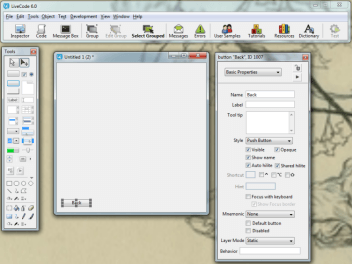 LiveCode 6.0
File Edit Tools Object Text Development View Window Help
Inspector Code Message Box Group Edit Group Select Grouped Messages Errors User Samples Tutorials Resources Dictionary Test
Tools
Untitled 1 (2) *
button "Back", ID 1007
Basic Properties
Name Back
Label
Tool tip
Style Push Button
Visible Opaque
Show name
Auto hilite Shared hilite
Shortcut
Focus with keyboard
Show focus border
Mnemonic None
Default button
Disabled
Layer Mode Static
Behavior
Label
Back